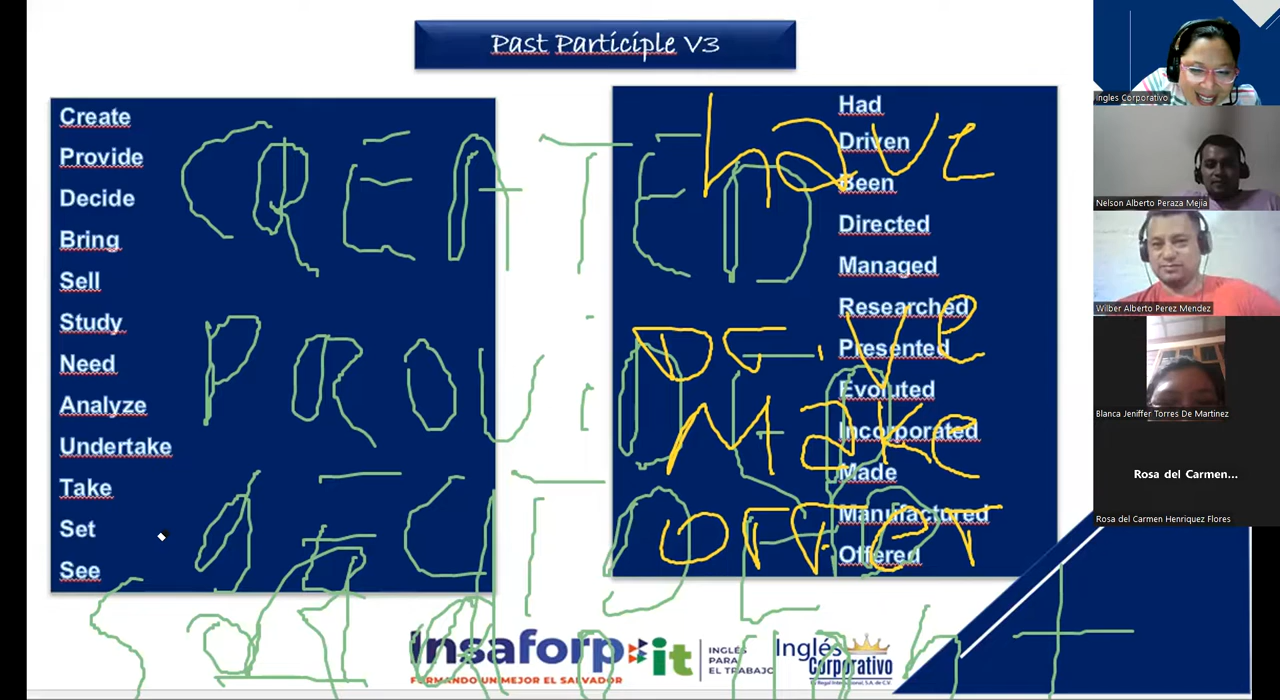 Past Participle V3
Create
Provide
Decide
Bring
Sell
Study
Need
Analyze
Undertake
Take
Set
See
CREATED
PROVIDED
have
DrIve
Make
OFFer
Had
Driven
Been
Directed
Managed
Researched
Presented
Evoluted
Incorporated
Made
Manufactured
Offered
Insaforp
FORMANDO UN MEJOR EL SALVADOR
it
INGLÉS
PARA
EL TRABAJO
Inglés
Corporativo
Ingles Corporativo
Nelson Alberto Peraza Mejia
Wilber Alberto Perez Mendez
Blanca Jeniffer Torres De Martinez
Rosa del Carmen...
Rosa del Carmen Henriquez Flores